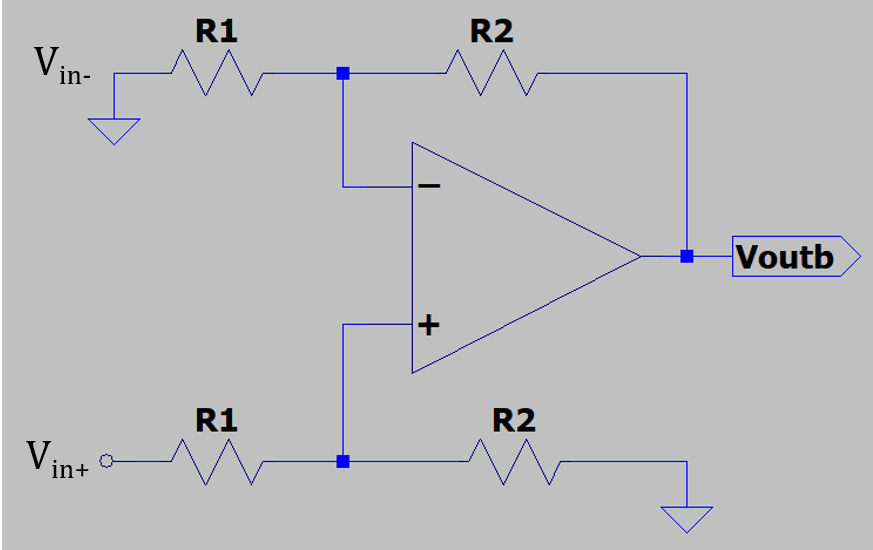 R1
R2
Vin-
−
Voutb
+
R1
R2
Vin+